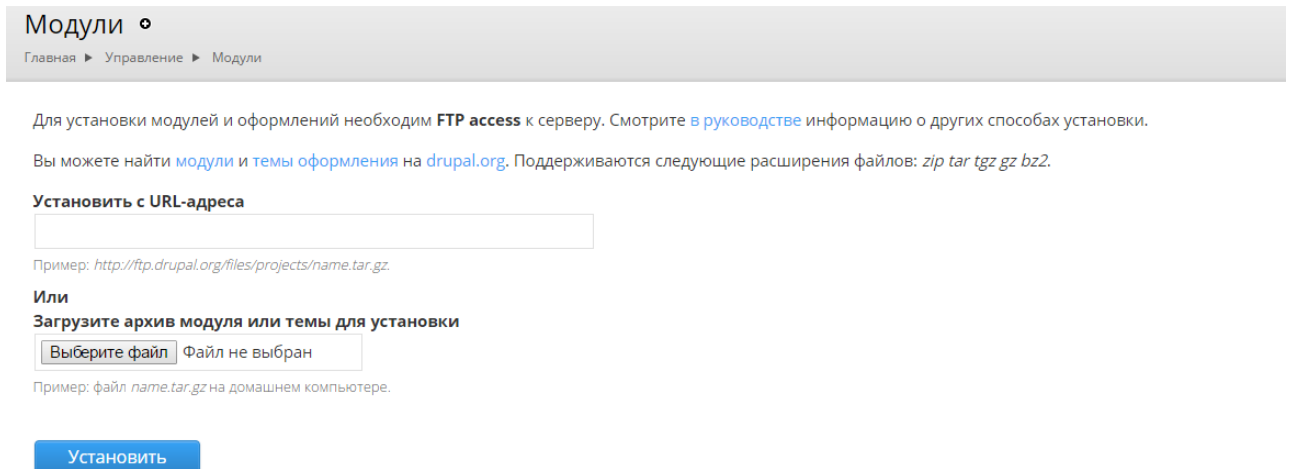 Модули
Главная ▶ Управление ▶ Модули
Для установки модулей и оформлений необходим FTP access к серверу. Смотрите в руководстве информацию о других способах установки.
Вы можете найти модули и темы оформления на drupal.org. Поддерживаются следующие расширения файлов: zip tar tgz gz bz2.
Установить с URL-адреса
Пример: http://ftp.drupal.org/files/projects/name.tar.gz.
Или
Загрузите архив модуля или темы для установки
Выберите файл Файл не выбран
Пример: файл name.tar.gz на домашнем компьютере.
Установить